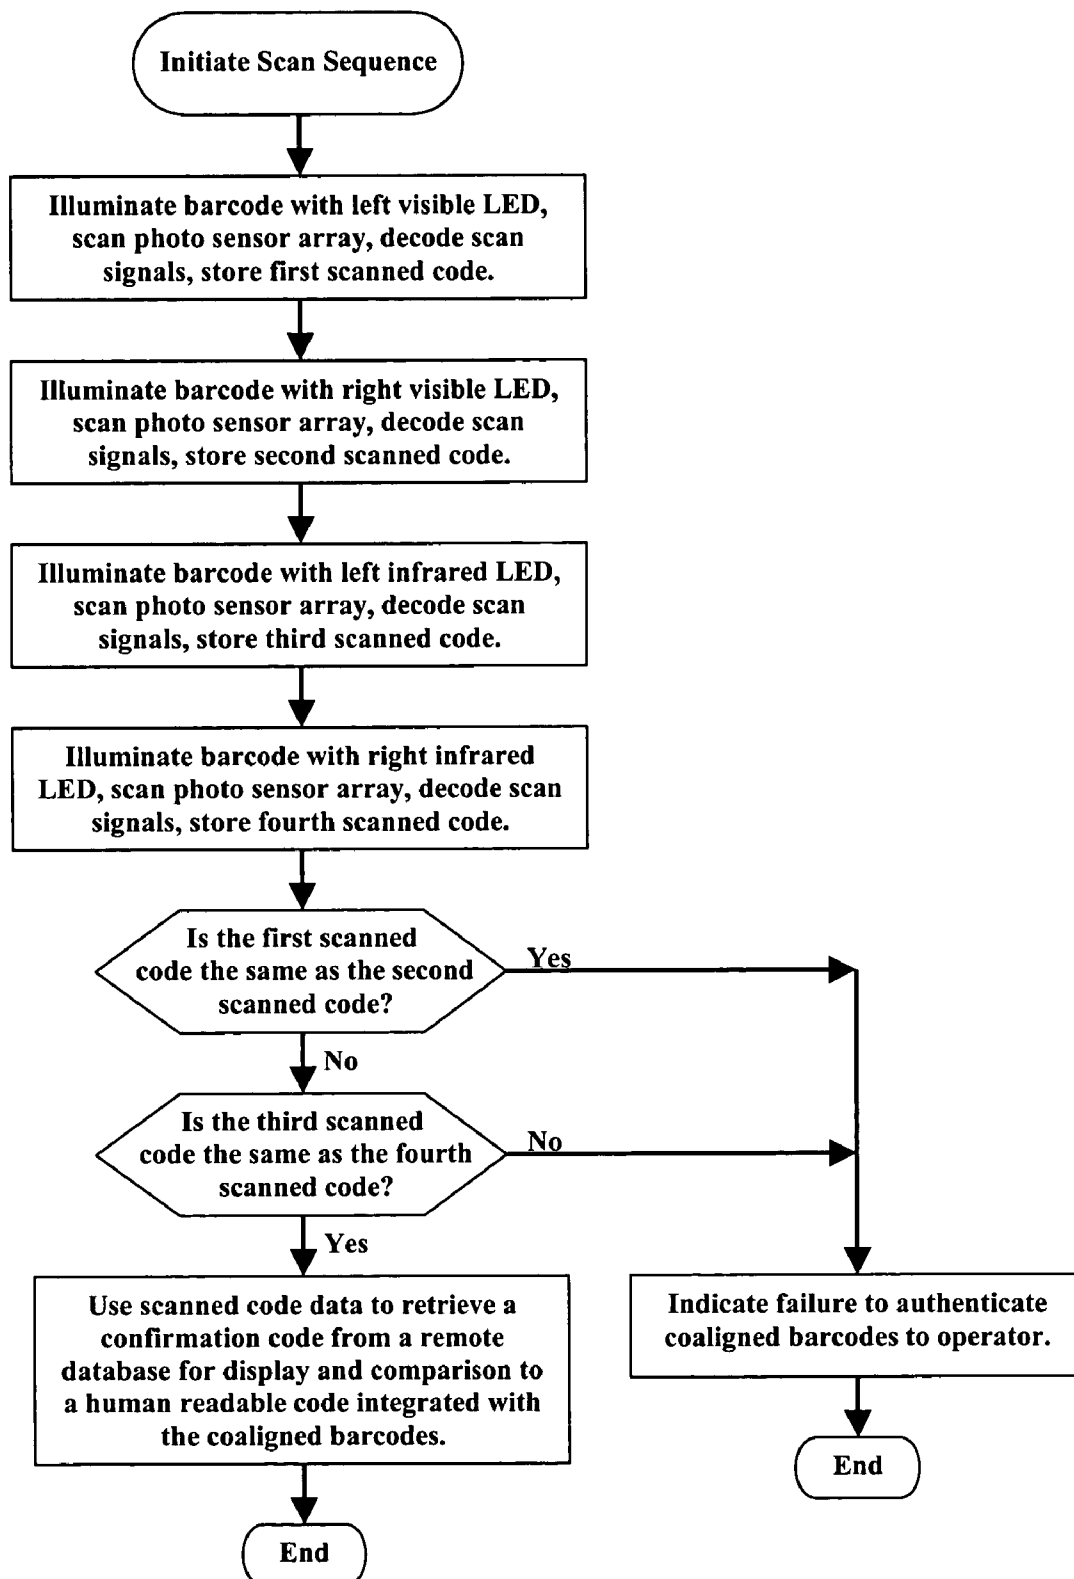 Initiate Scan Sequence
Illuminate barcode with left visible LED,
scan photo sensor array, decode scan
signals, store first scanned code.
Illuminate barcode with right visible LED,
scan photo sensor array, decode scan
signals, store second scanned code.
Illuminate barcode with left infrared LED,
scan photo sensor array, decode scan
signals, store third scanned code.
Illuminate barcode with right infrared
LED, scan photo sensor array, decode scan
signals, store fourth scanned code.
Is the first scanned
code the same as the second
scanned code?
Yes
No
Is the third scanned
code the same as the fourth
scanned code?
No
Yes
Use scanned code data to retrieve a
confirmation code from a remote
database for display and comparison to
a human readable code integrated with
the coaligned barcodes.
End
Indicate failure to authenticate
coaligned barcodes to operator.
End